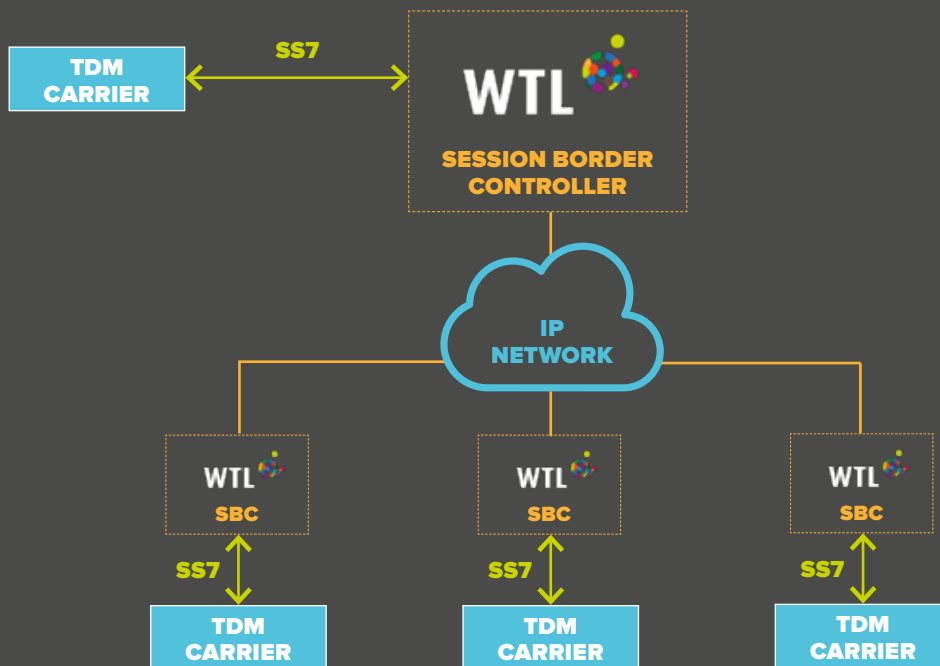 SS7
TDM
CARRIER
WTL
SESSION BORDER
CONTROLLER
IP
NETWORK
WTL
SBC
WTL
SBC
WTL
SBC
SS7
SS7
SS7
TDM
CARRIER
TDM
CARRIER
TDM
CARRIER